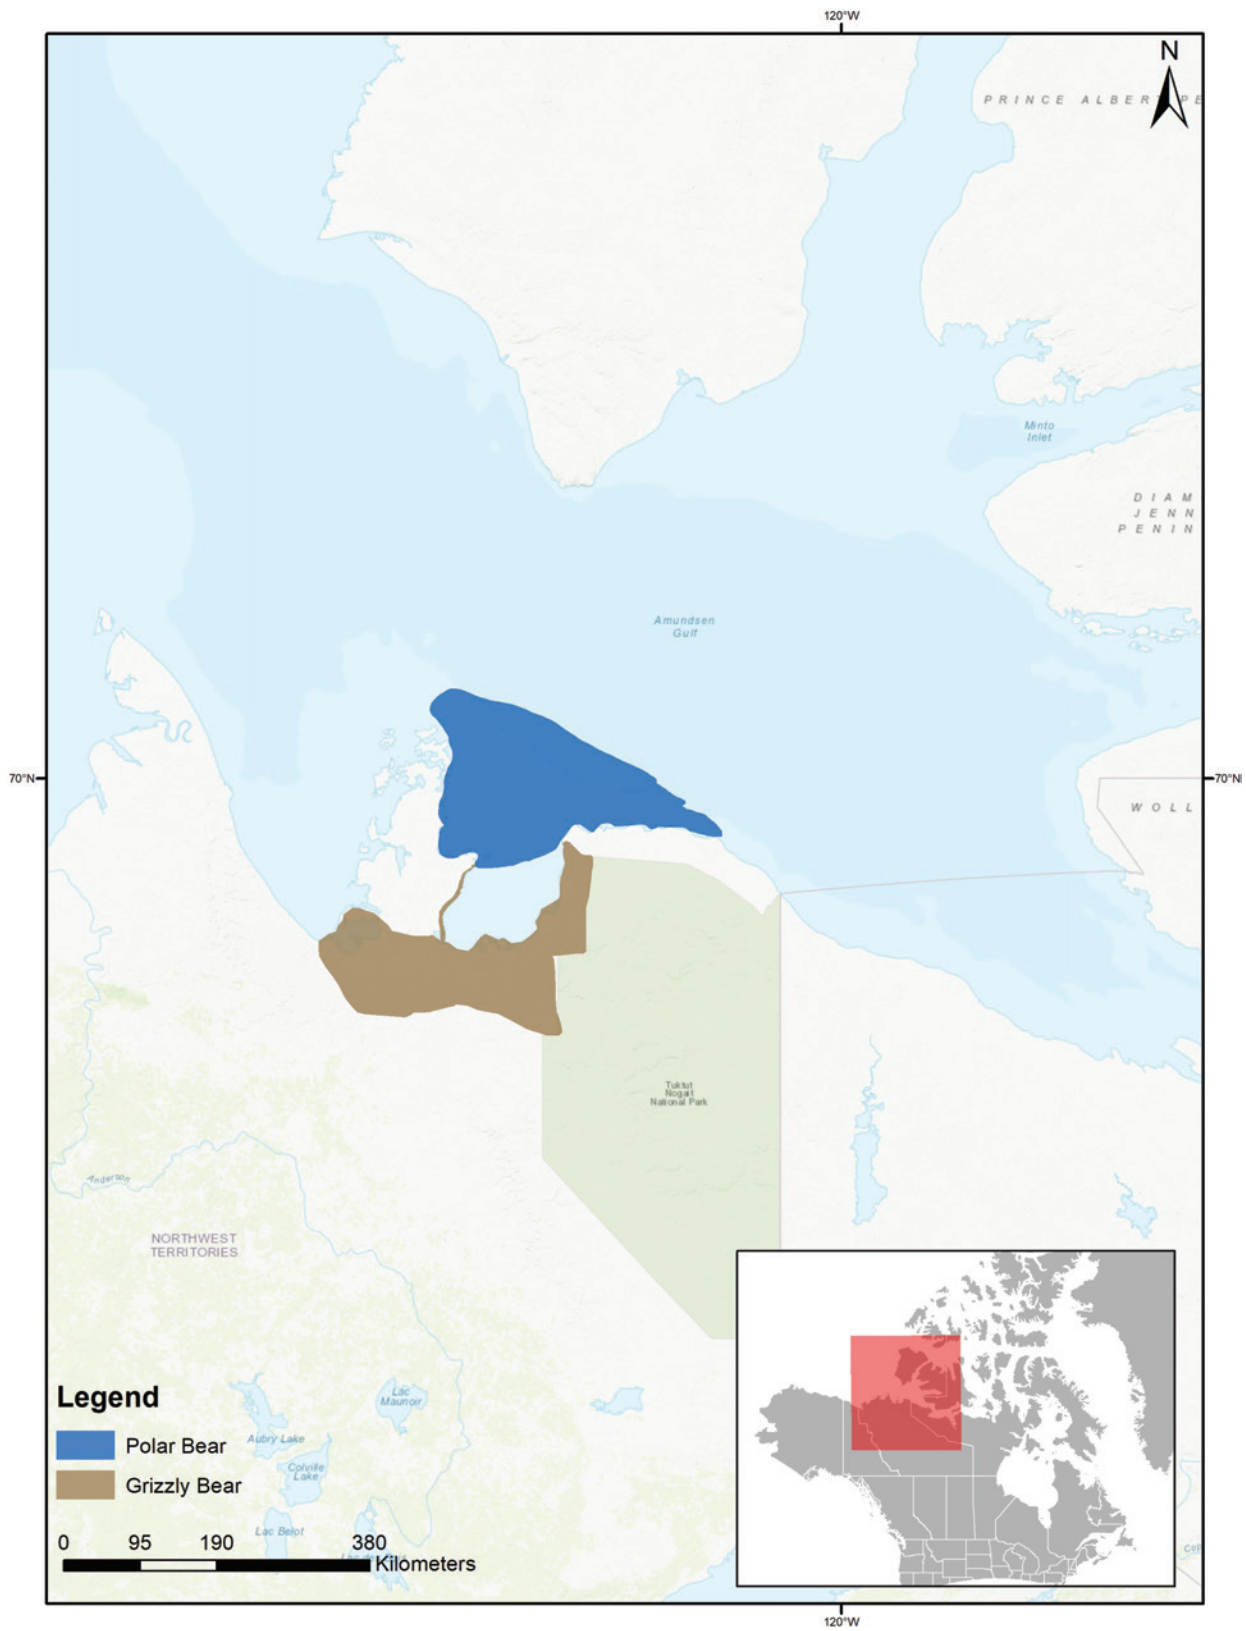 120°W
N
PRINCE ALBERT PE
Minto
Inlet
DIAM
JENN
PENIN
Amundsen
Gulf
70°N
70°N
WOLL
Tuktut
Nogait
National Park
Anderson
NORTHWEST
TERRITORIES
Legend
Lac
Maunoir
Polar Bear
Aubry Lake
Colville
Lake
Grizzly Bear
Lac Belot
0 95 190 380
Kilometers
120°W